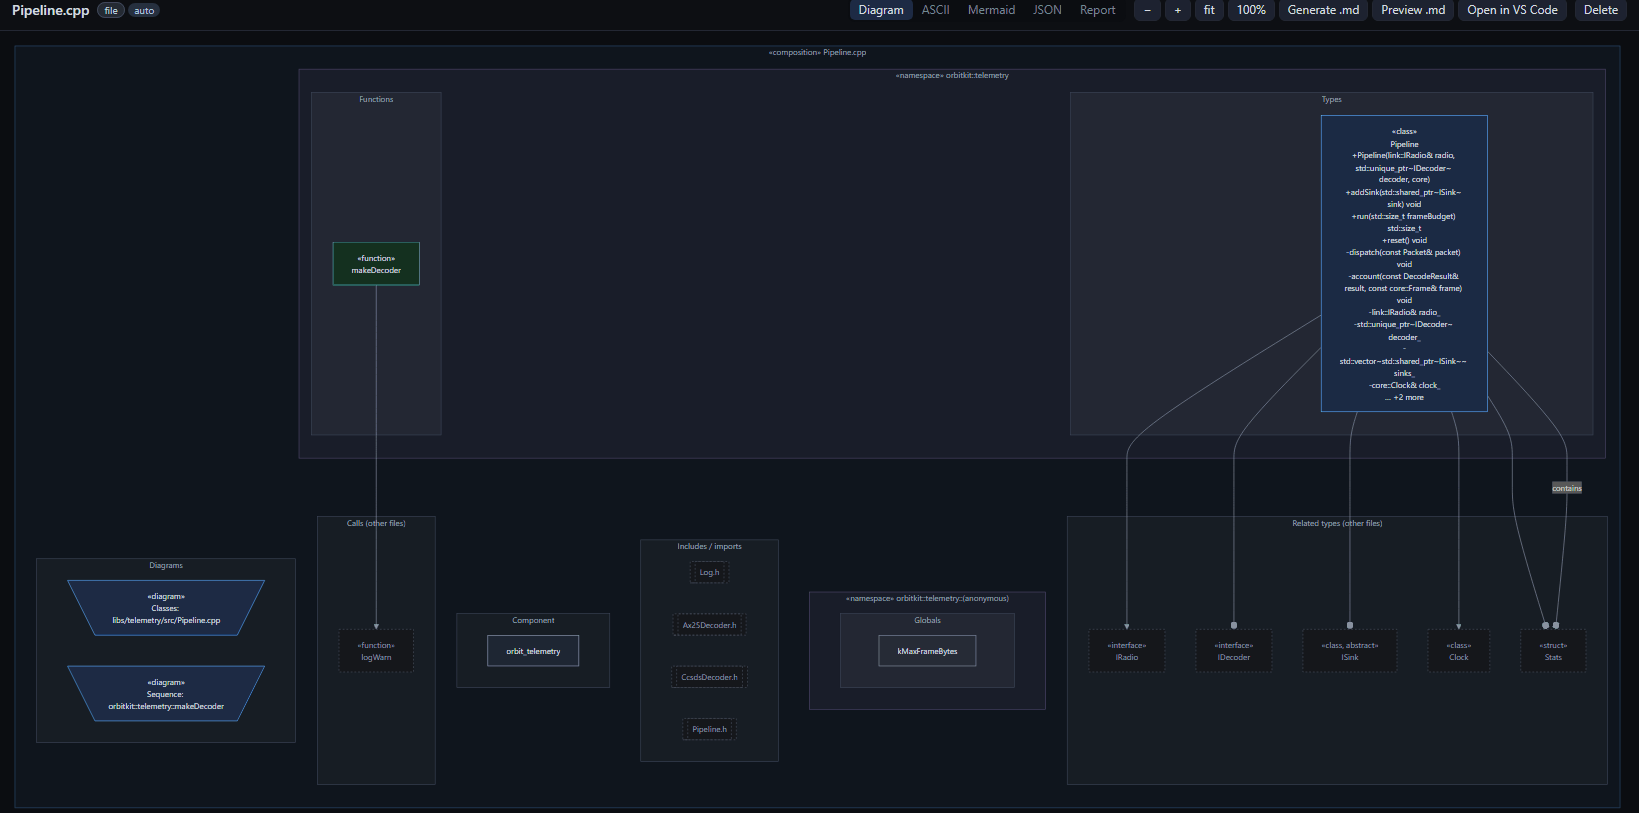 Pipeline.cpp file auto
Diagram ASCII Mermaid JSON Report − + fit 100% Generate .md Preview .md Open in VS Code Delete
«composition» Pipeline.cpp
«namespace» orbitkit::telemetry
Functions
«function»
makeDecoder
Types
«class»
Pipeline
+Pipeline(link::IRadio& radio,
std::unique_ptr~IDecoder~
decoder, core)
+addSink(std::shared_ptr~ISink~
sink) void
+run(std::size_t frameBudget)
std::size_t
+reset() void
-dispatch(const Packet& packet)
void
-account(const DecodeResult&
result, const core::Frame& frame)
void
-link::IRadio& radio_
-std::unique_ptr~IDecoder~
decoder_
-
std::vector~std::shared_ptr~ISink~~
sinks_
-core::Clock& clock_
... +2 more
contains
Diagrams
«diagram»
Classes:
libs/telemetry/src/Pipeline.cpp
«diagram»
Sequence:
orbitkit::telemetry::makeDecoder
Calls (other files)
«function»
logWarn
Component
orbit_telemetry
Includes / imports
Log.h
Ax25Decoder.h
CcsdsDecoder.h
Pipeline.h
«namespace» orbitkit::telemetry::(anonymous)
Globals
kMaxFrameBytes
Related types (other files)
«interface»
IRadio
«interface»
IDecoder
«class, abstract»
ISink
«class»
Clock
«struct»
Stats